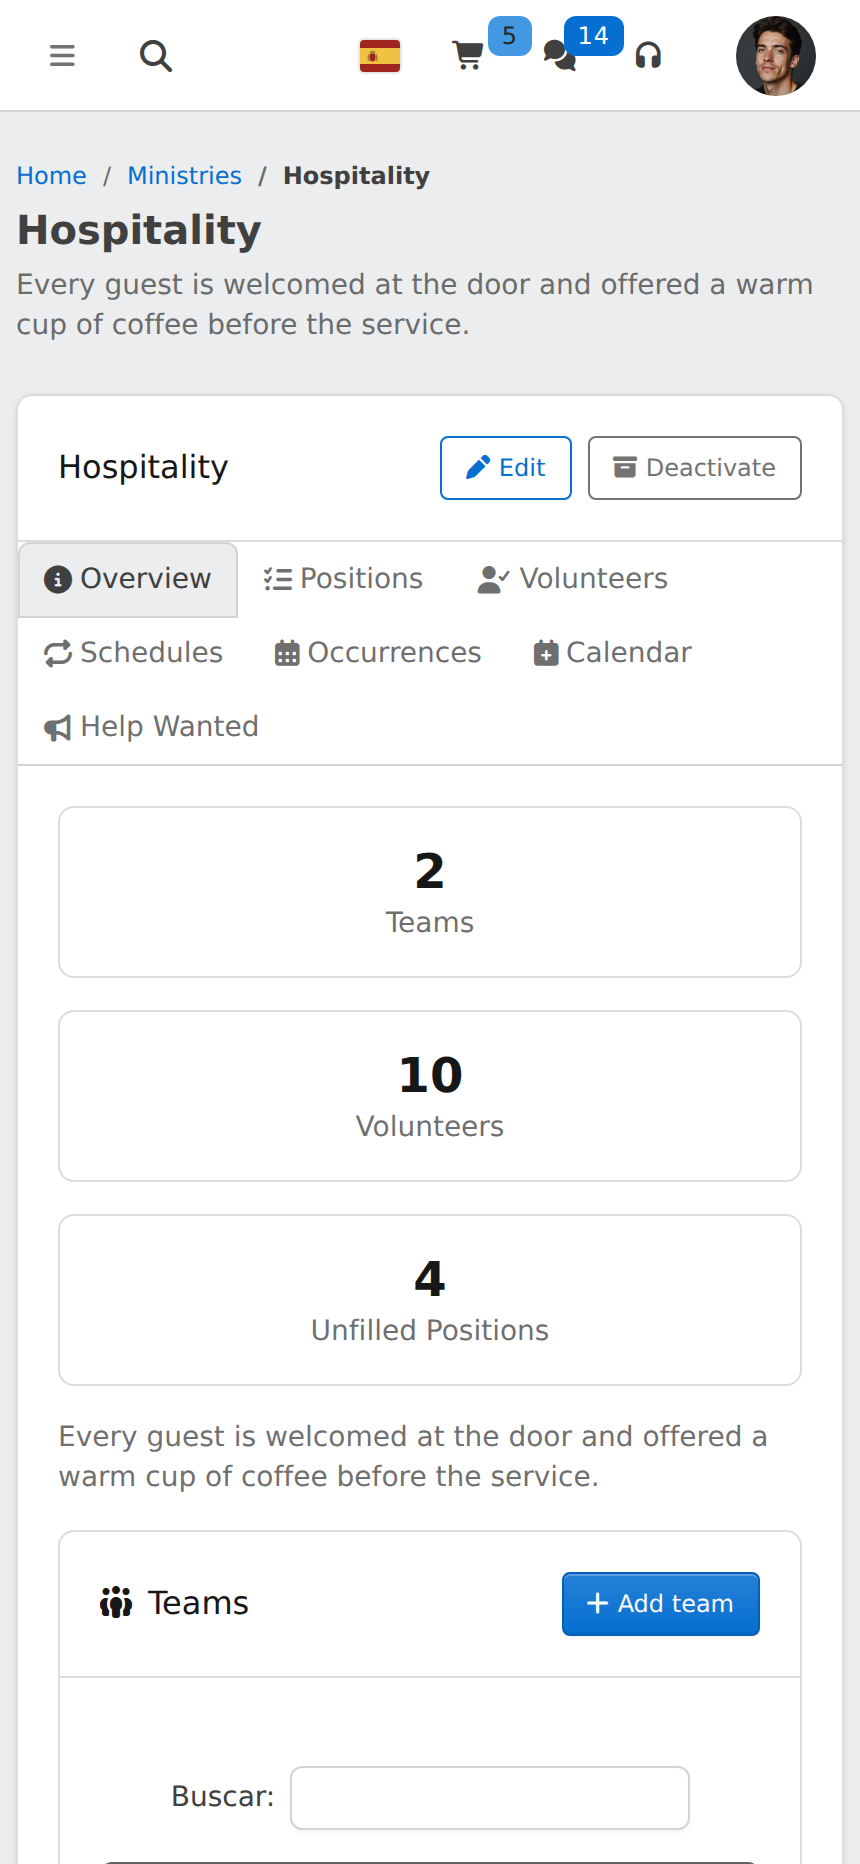 5
14
Home / Ministries / Hospitality
Hospitality
Every guest is welcomed at the door and offered a warm
cup of coffee before the service.
Hospitality
Edit
Deactivate
Overview
Positions
Volunteers
Schedules
Occurrences
Calendar
Help Wanted
2
Teams
10
Volunteers
4
Unfilled Positions
Every guest is welcomed at the door and offered a
warm cup of coffee before the service.
Teams
Add team
Buscar: